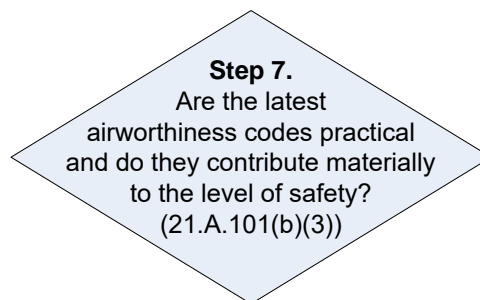 Step 7.
Are the latest
airworthiness codes practical
and do they contribute materially
to the level of safety?
(21.A.101(b)(3))